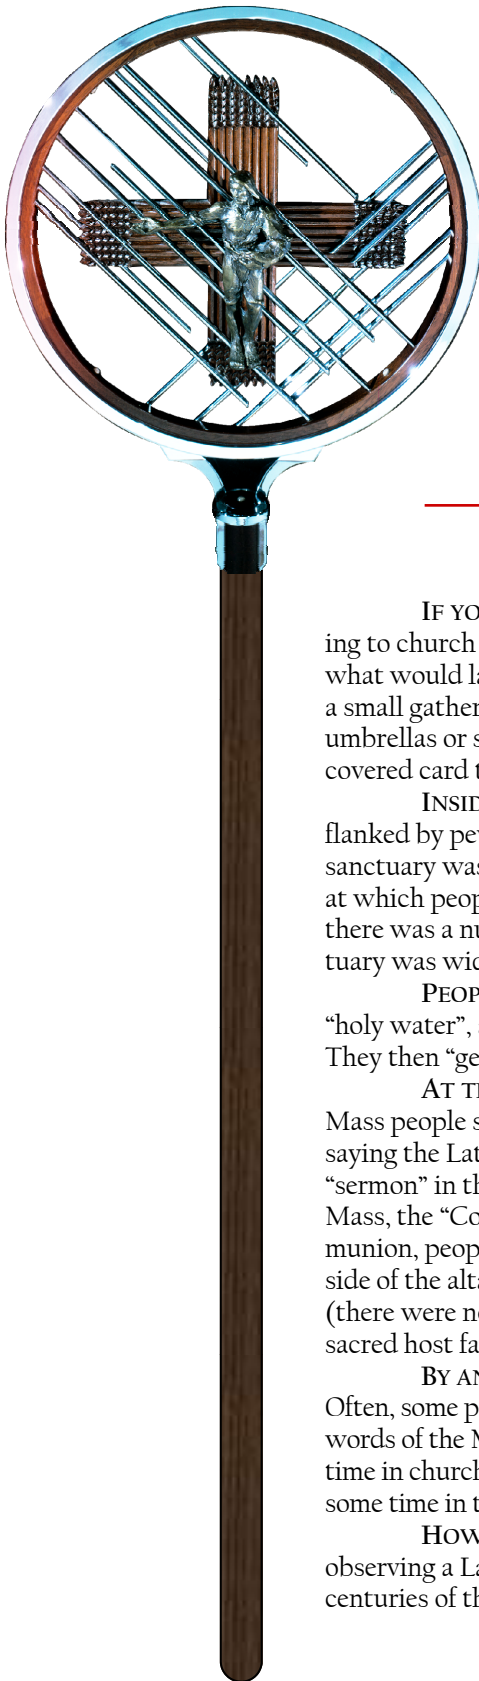 IF YO
ing to church
what would la
a small gather
umbrellas or s
covered card t
INSID
flanked by pe
sanctuary was
at which peop
there was a nu
tuary was wid
PEOP
“holy water”,
They then “ge
AT T
Mass people s
saying the Lat
“sermon” in th
Mass, the “Co
munion, peop
side of the alta
(there were no
sacred host fa
BY AN
Often, some p
words of the M
time in church
some time in t
HOW
observing a La
centuries of th